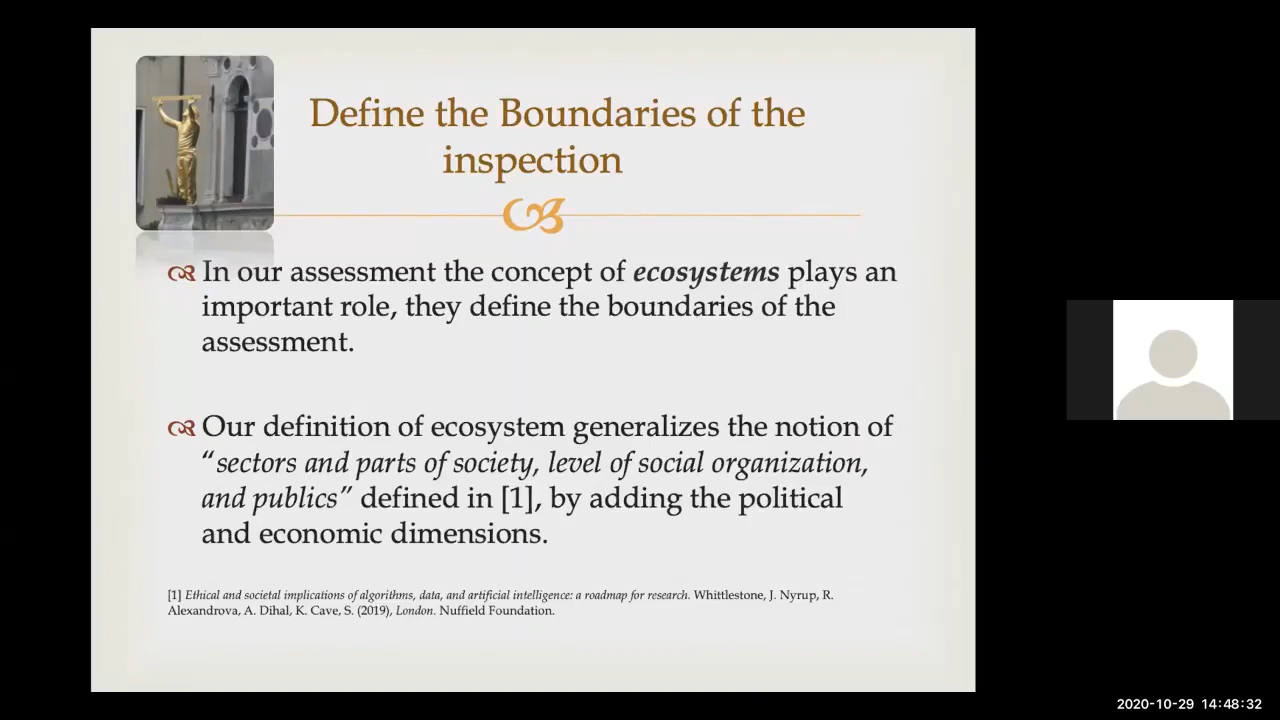 Define the Boundaries of the
inspection
In our assessment the concept of ecosystems plays an
important role, they define the boundaries of the
assessment.
Our definition of ecosystem generalizes the notion of
“sectors and parts of society, level of social organization,
and publics” defined in [1], by adding the political
and economic dimensions.
[1] Ethical and societal implications of algorithms, data, and artificial intelligence: a roadmap for research. Whittlestone, J. Nyrup, R.
Alexandrova, A. Dihal, K. Cave, S. (2019), London. Nuffield Foundation.
2020-10-29 14:48:32